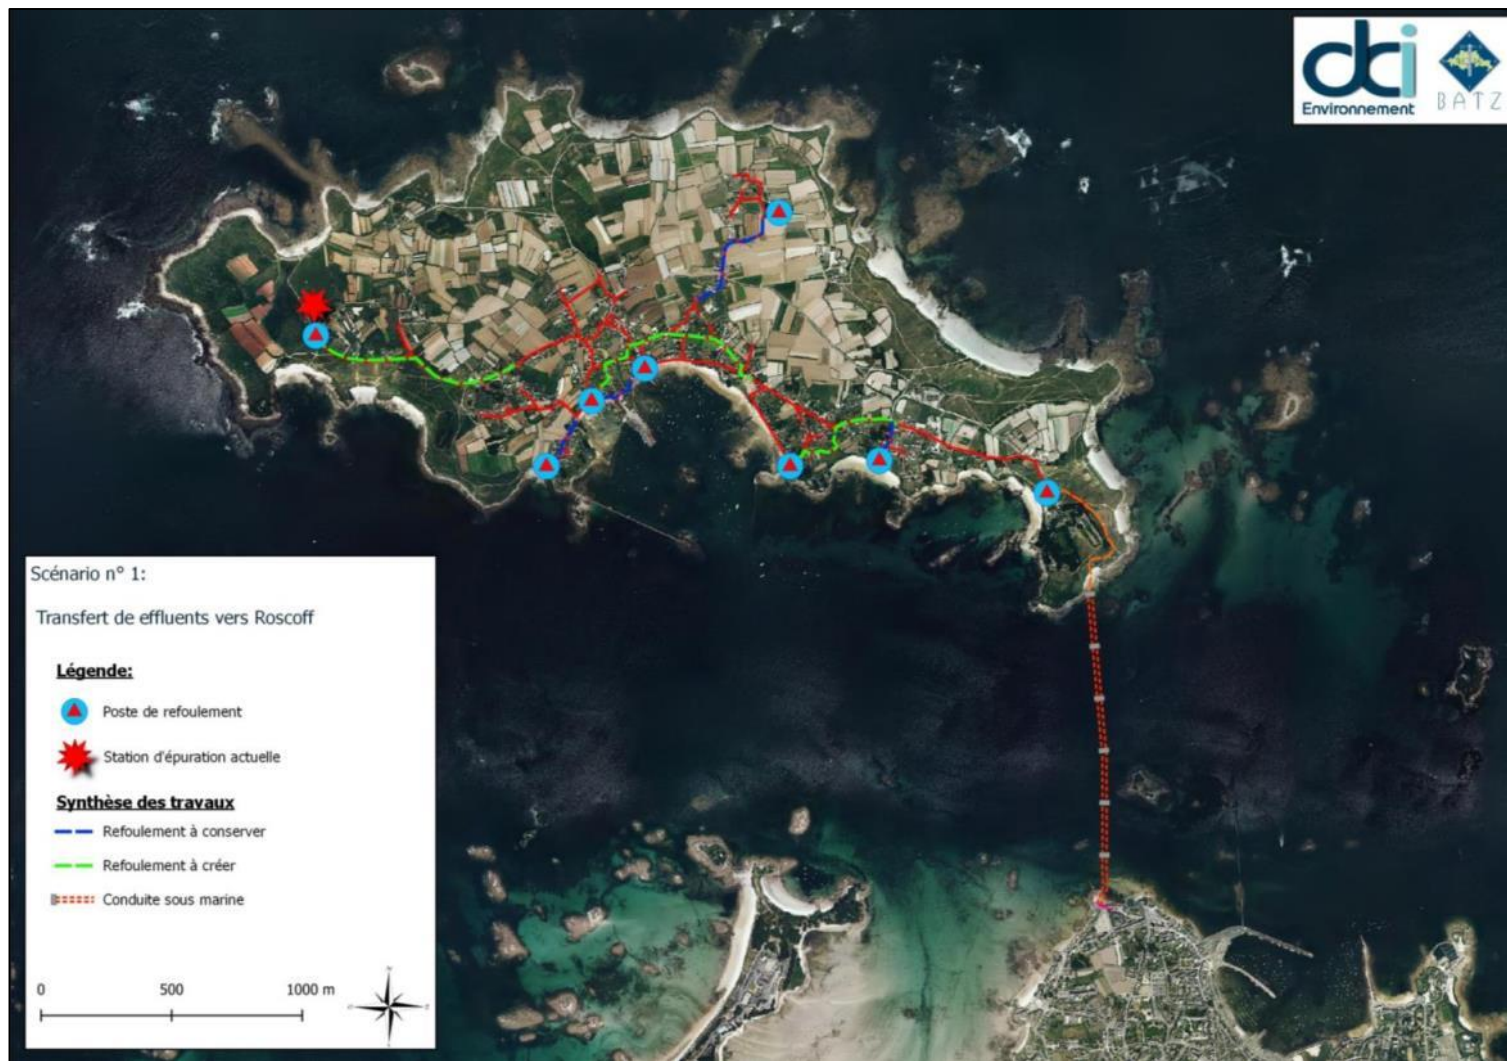 dci
Environnement
BATZ
Scénario n° 1:
Transfert de effluents vers Roscoff
Légende:
Poste de refoulement
Station d'épuration actuelle
Synthèse des travaux
Refoulement à conserver
Refoulement à créer
Conduite sous marine
0 500 1000 m